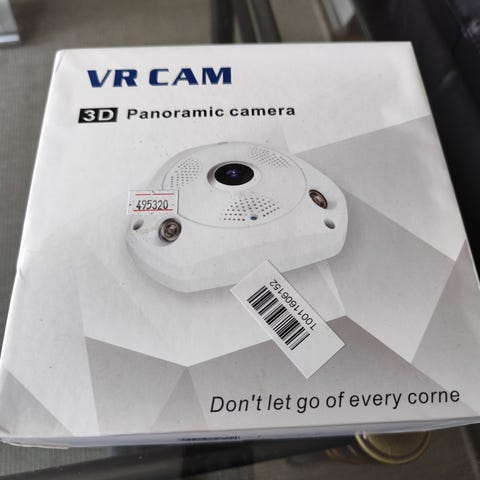 VR CAM
3D Panoramic camera
495320
T0011606152
Don't let go of every corne